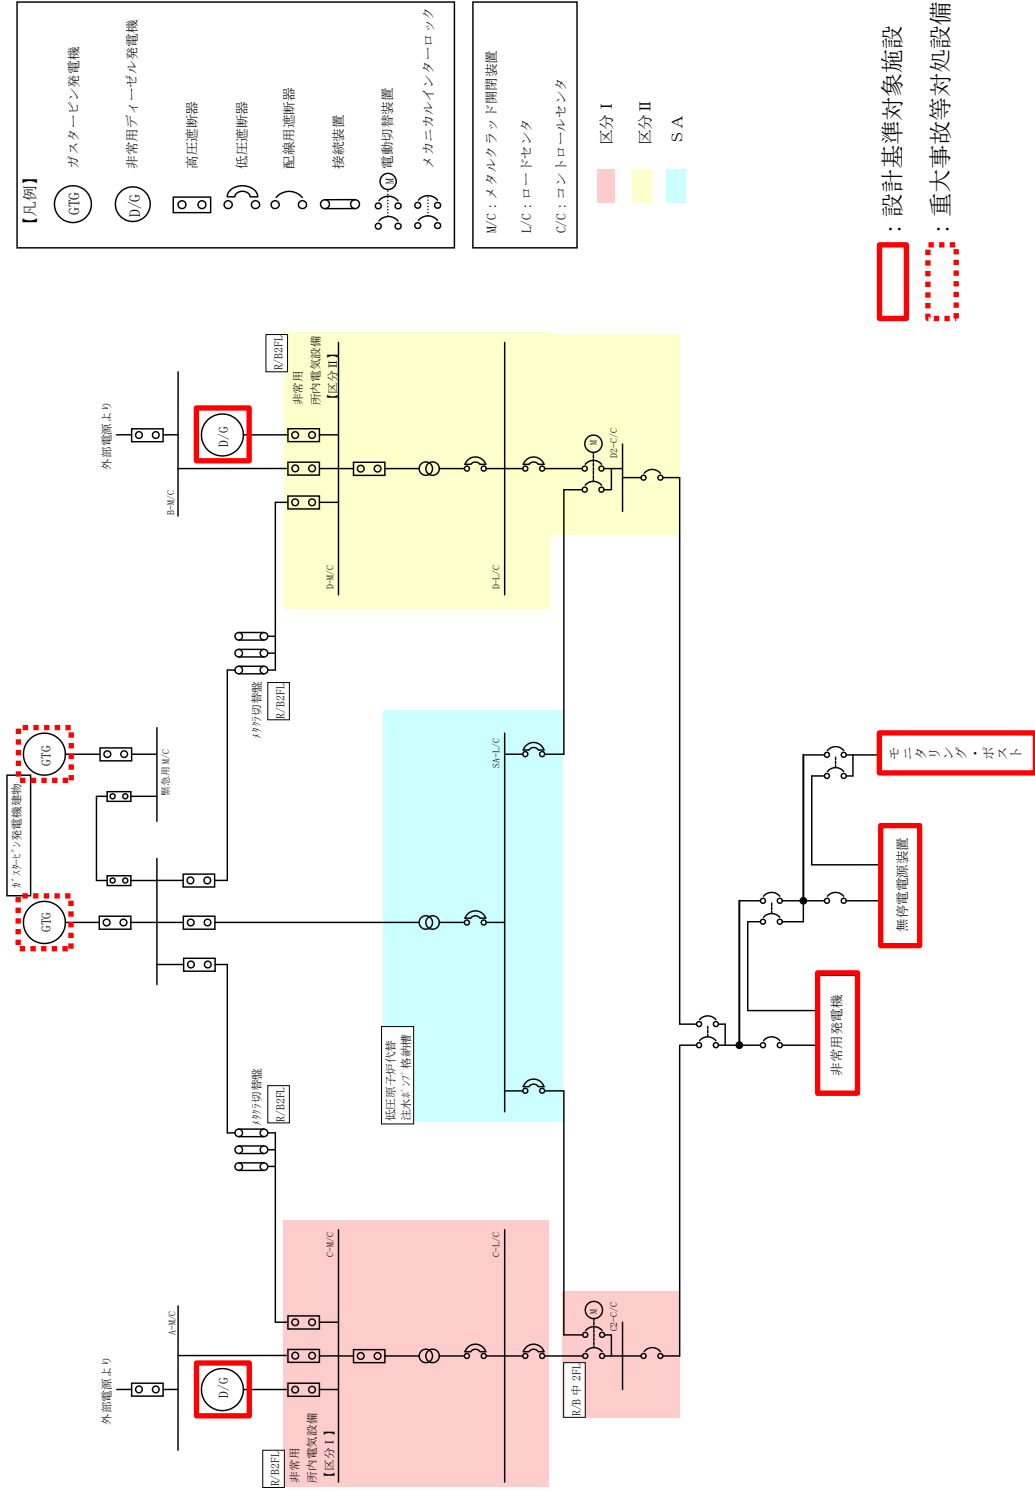 【凡例】
GTG
ガスタービン発電機
D/G
非常用ディーゼル発電機
高圧遮断器
低圧遮断器
配線用遮断器
接続装置
M
電動切替装置
メカニカルインターロック
M/C：メタルクラッド開閉装置
L/C：ロードセンタ
C/C：コントロールセンタ
区分Ⅰ
区分Ⅱ
ＳＡ
：設計基準対象施設
：重大事故等対処設備
ｶﾞｽﾀｰﾋﾞﾝ発電機建物
GTG
GTG
緊急用 M/C
外部電源より
A-M/C
D/G
R/B2FL
非常用
所内電気設備
【区分Ⅰ】
C-M/C
C-L/C
R/B 中 2FL
M
C2-C/C
ﾒﾀｸﾗ切替盤
R/B2FL
低圧原子炉代替
注水ﾎﾟﾝﾌﾟ格納槽
SA-L/C
ﾒﾀｸﾗ切替盤
R/B2FL
外部電源より
B-M/C
D/G
R/B2FL
非常用
所内電気設備
【区分Ⅱ】
D-M/C
D-L/C
M
D2-C/C
非常用発電機
無停電電源装置
モニタリング・
ポスト